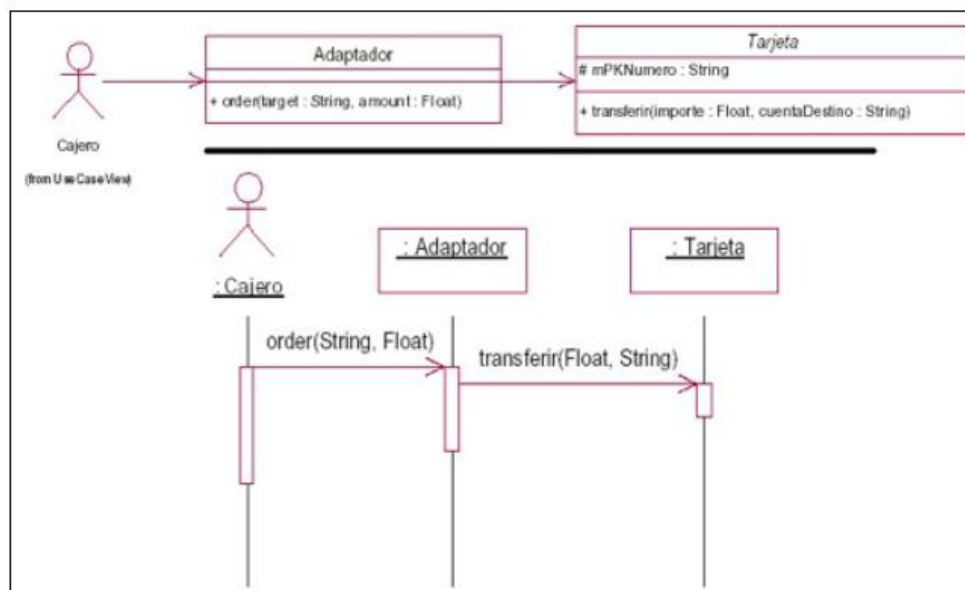 Adaptador
+ order(target : String, amount : Float)
Tarjeta
# mPKNumero : String
+ transferir(importe : Float, cuentaDestino : String)
Cajero
(from Use Case View)
: Cajero
: Adaptador
: Tarjeta
order(String, Float)
transferir(Float, String)